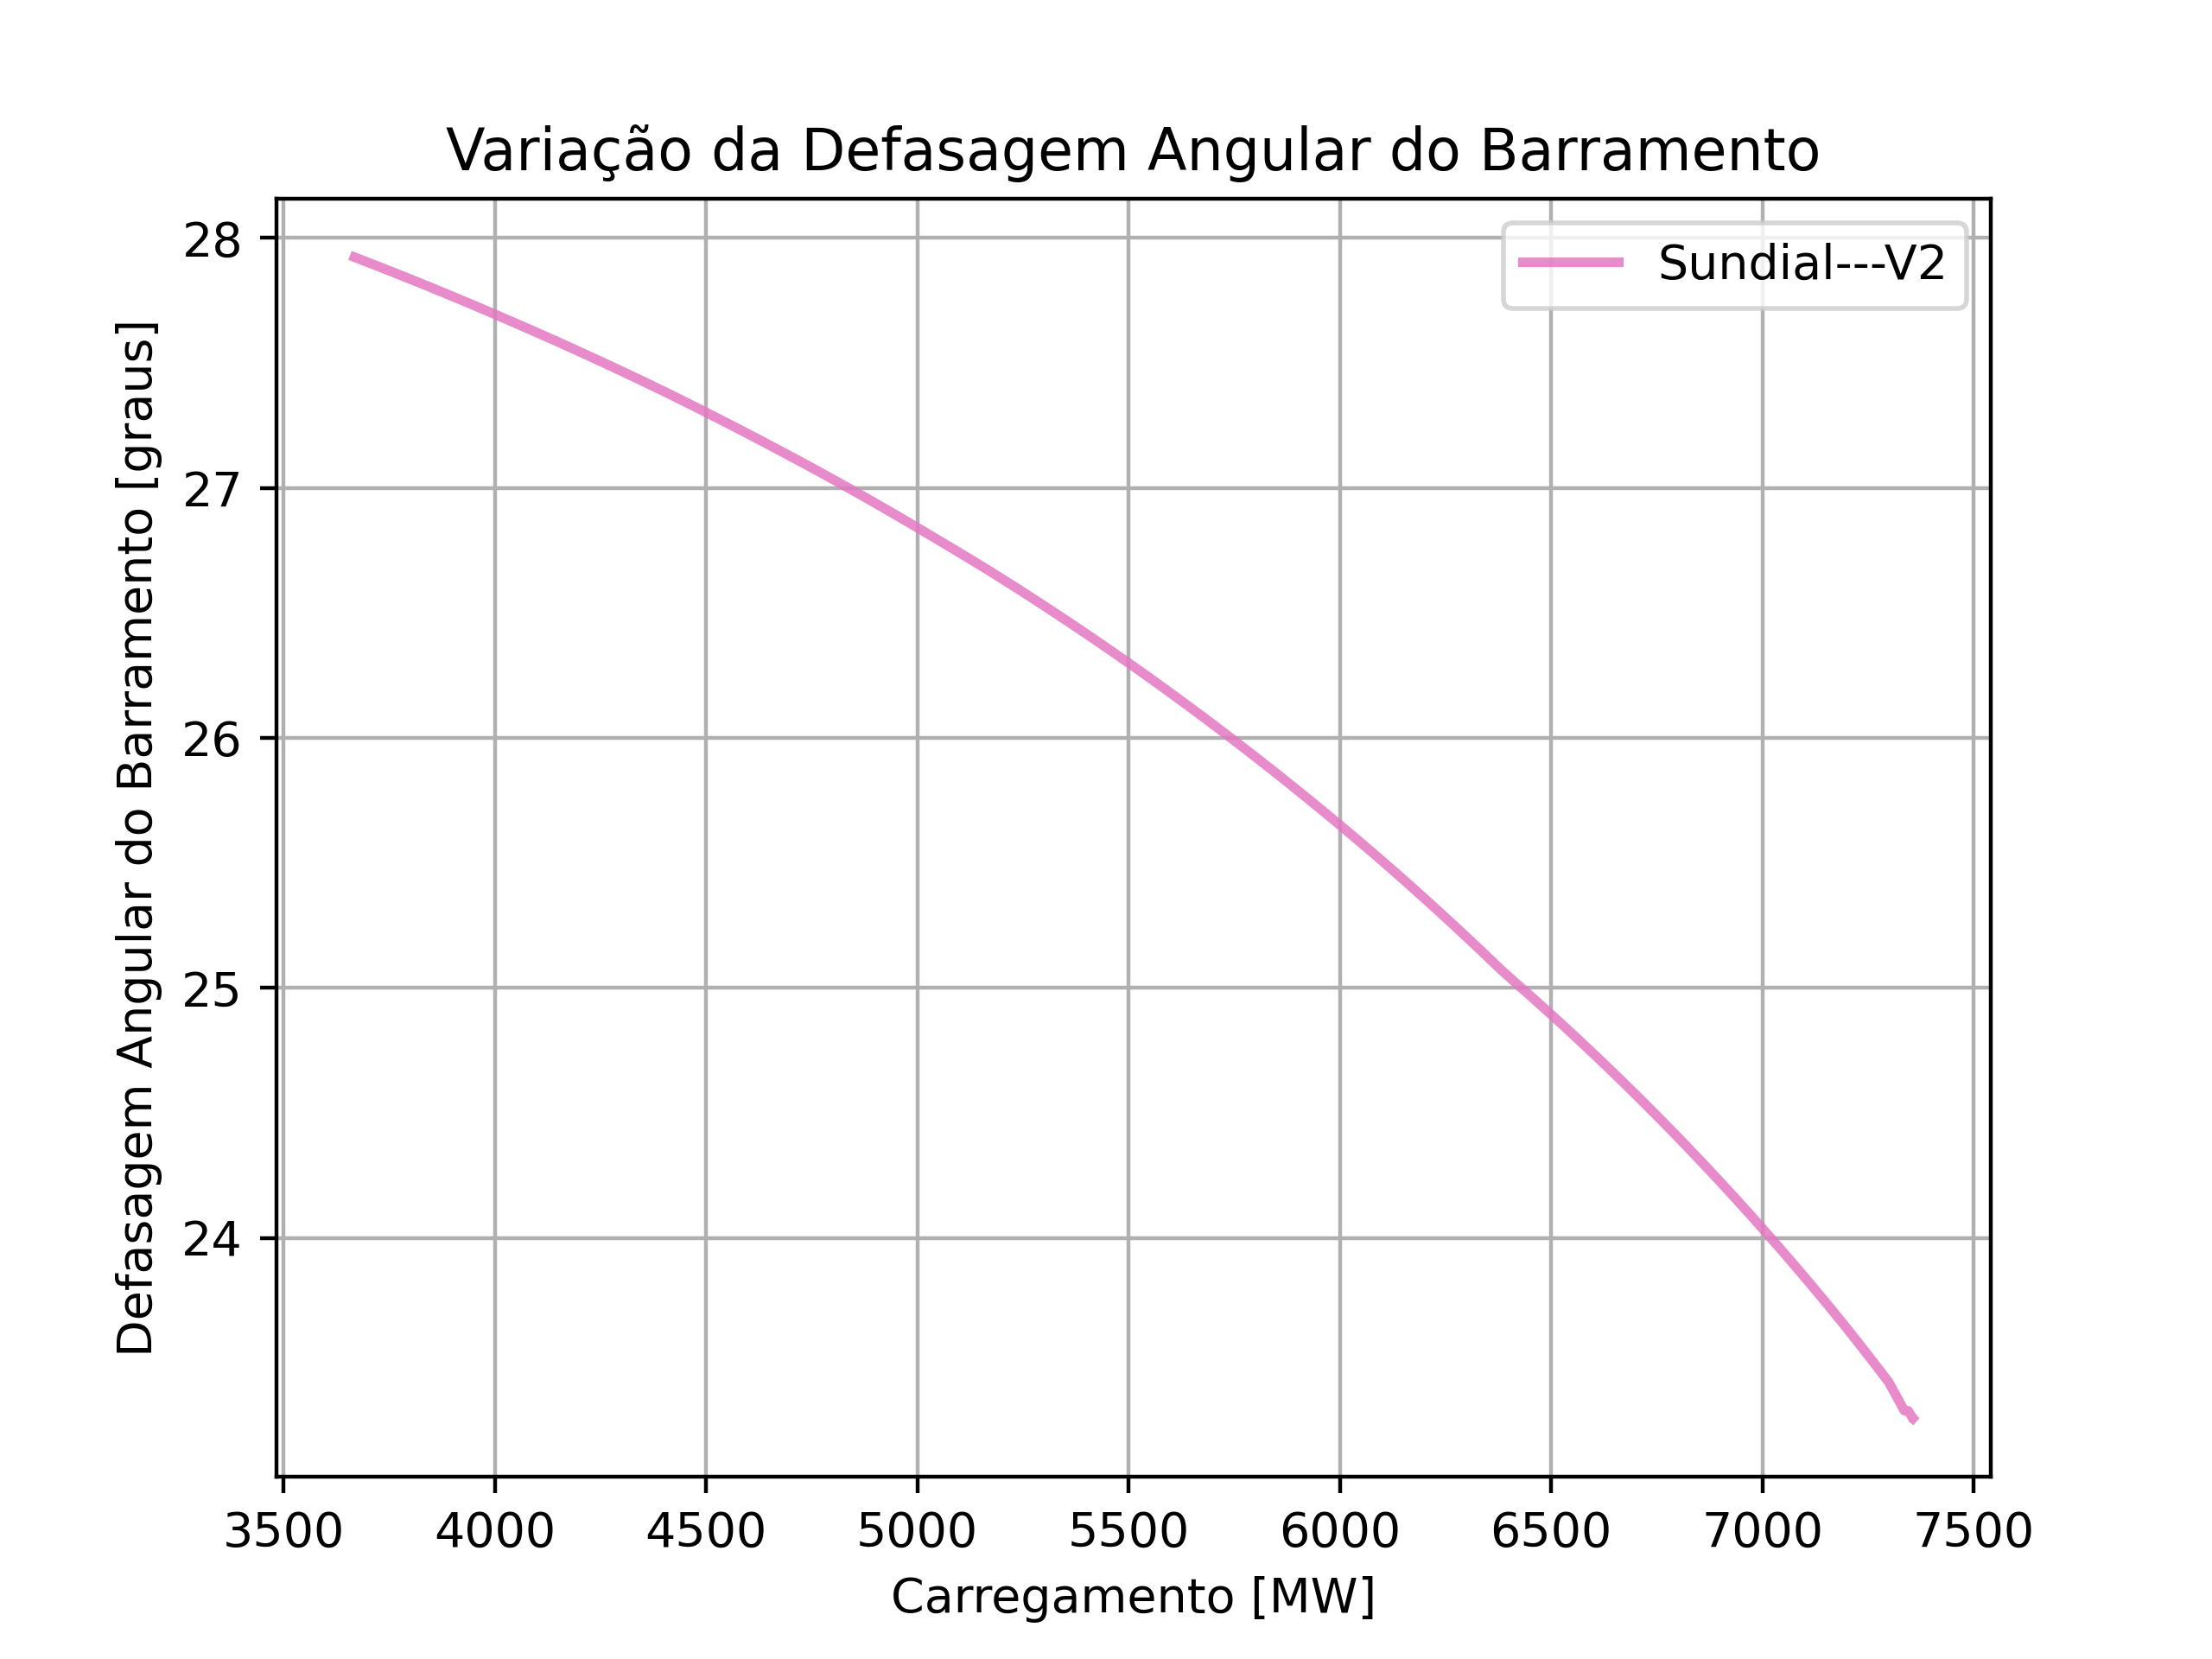 Variação da Defasagem Angular do Barramento
Sundial---V2
Defasagem Angular do Barramento [graus]
28
27
26
25
24
3500 4000 4500 5000 5500 6000 6500 7000 7500
Carregamento [MW]